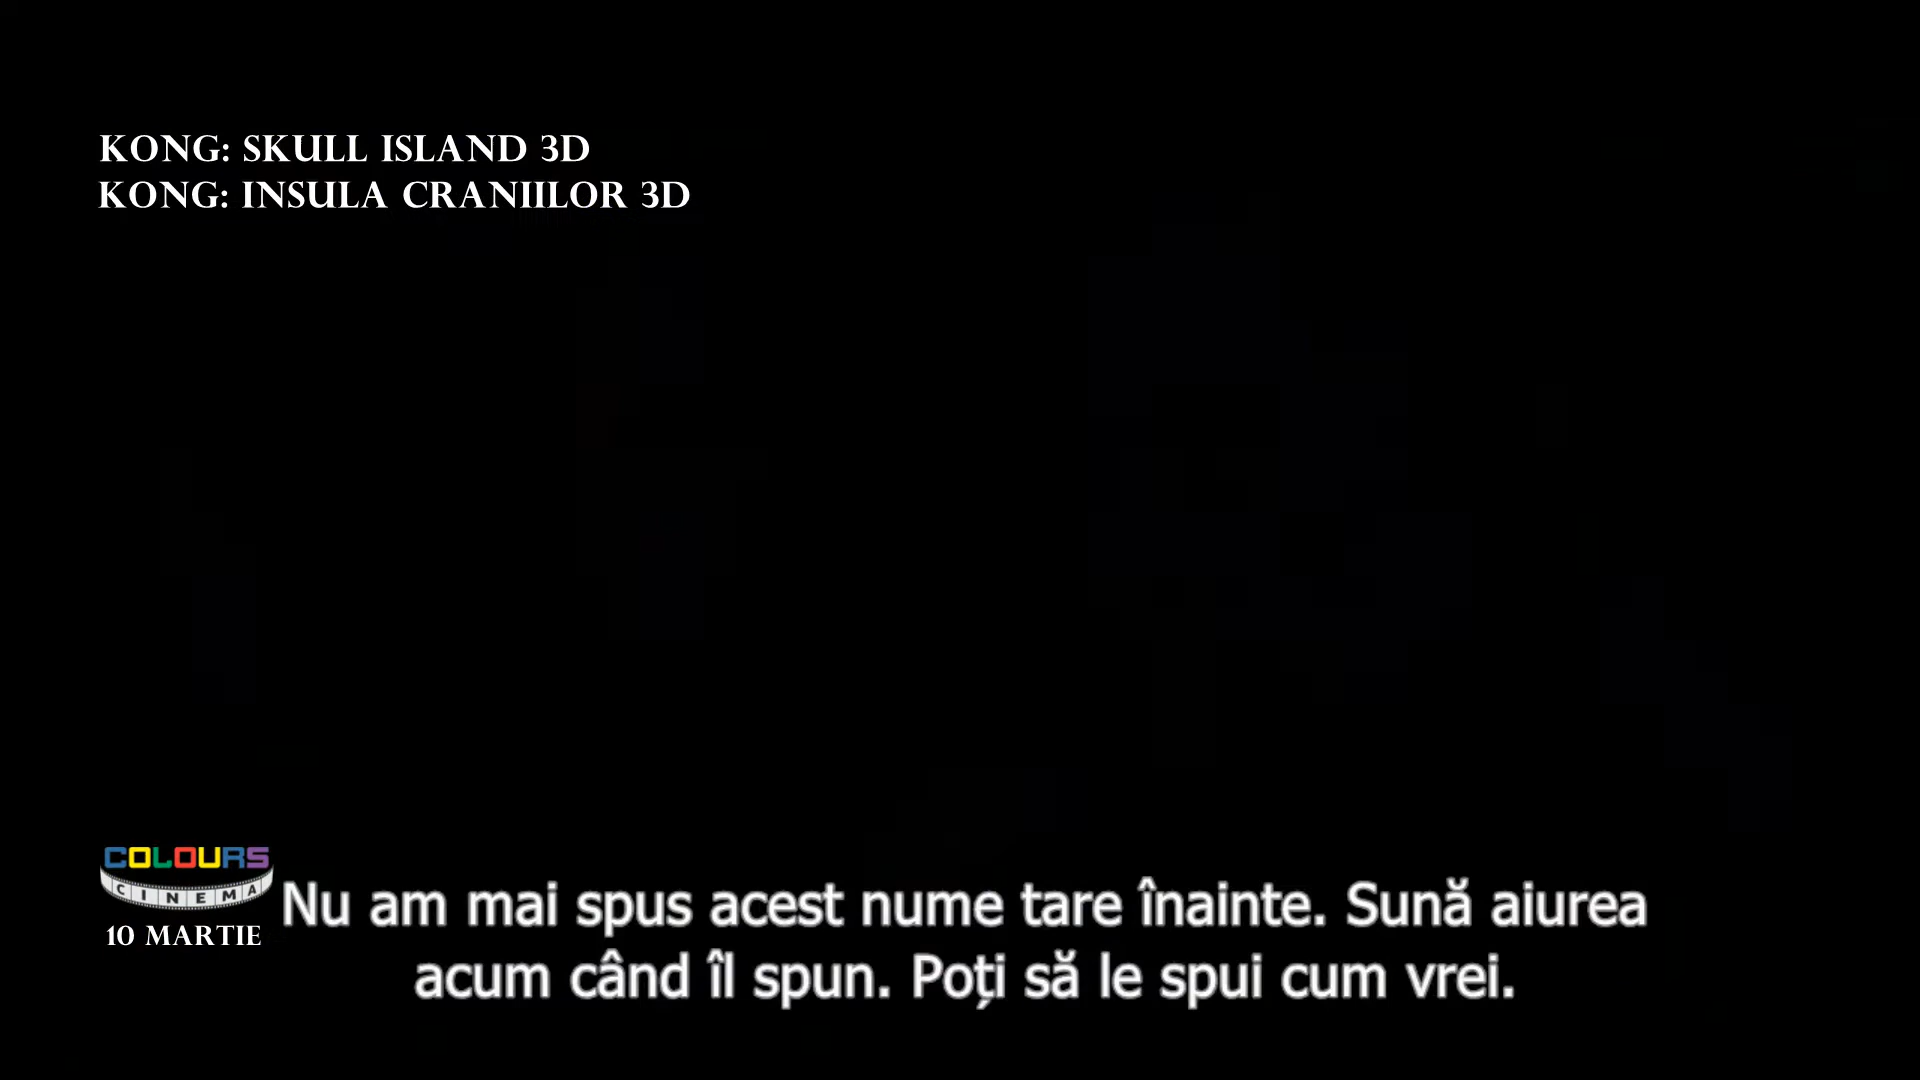 KONG: SKULL ISLAND 3D
KONG: INSULA CRANIILOR 3D
COLOURS
CINEMA
10 MARTIE
Nu am mai spus acest nume tare înainte. Sună aiurea
acum când îl spun. Poți să le spui cum vrei.